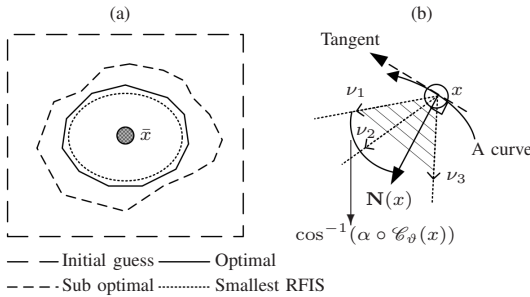 (a)
x̄
Initial guess
Optimal
Sub optimal
Smallest RFIS
(b)
Tangent
x
ν₁
ν₂
A curve
ν₃
N(x)
cos⁻¹(α ∘ 𝒞_ϑ(x))